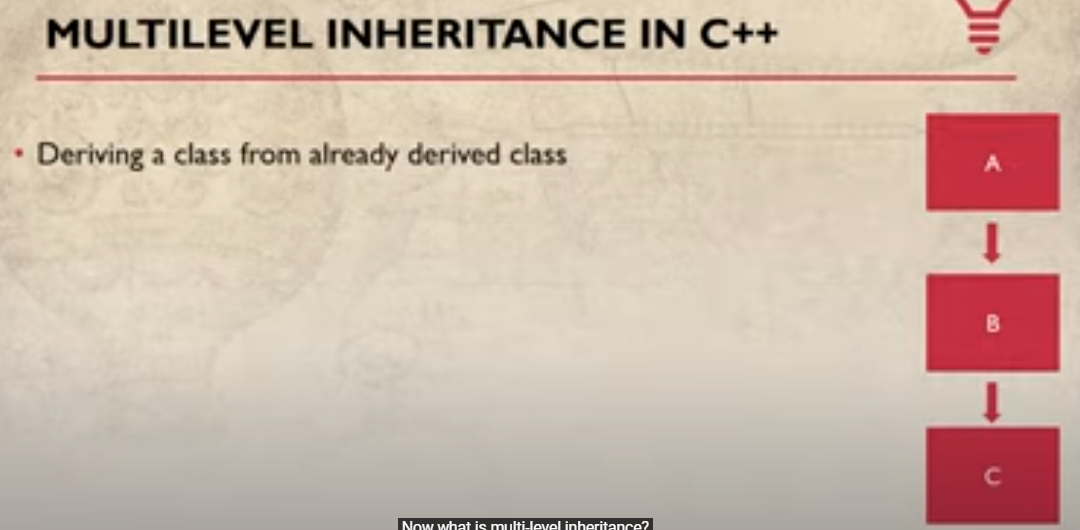 MULTILEVEL INHERITANCE IN C++
• Deriving a class from already derived class
A
B
C
Now what is multi-level inheritance?